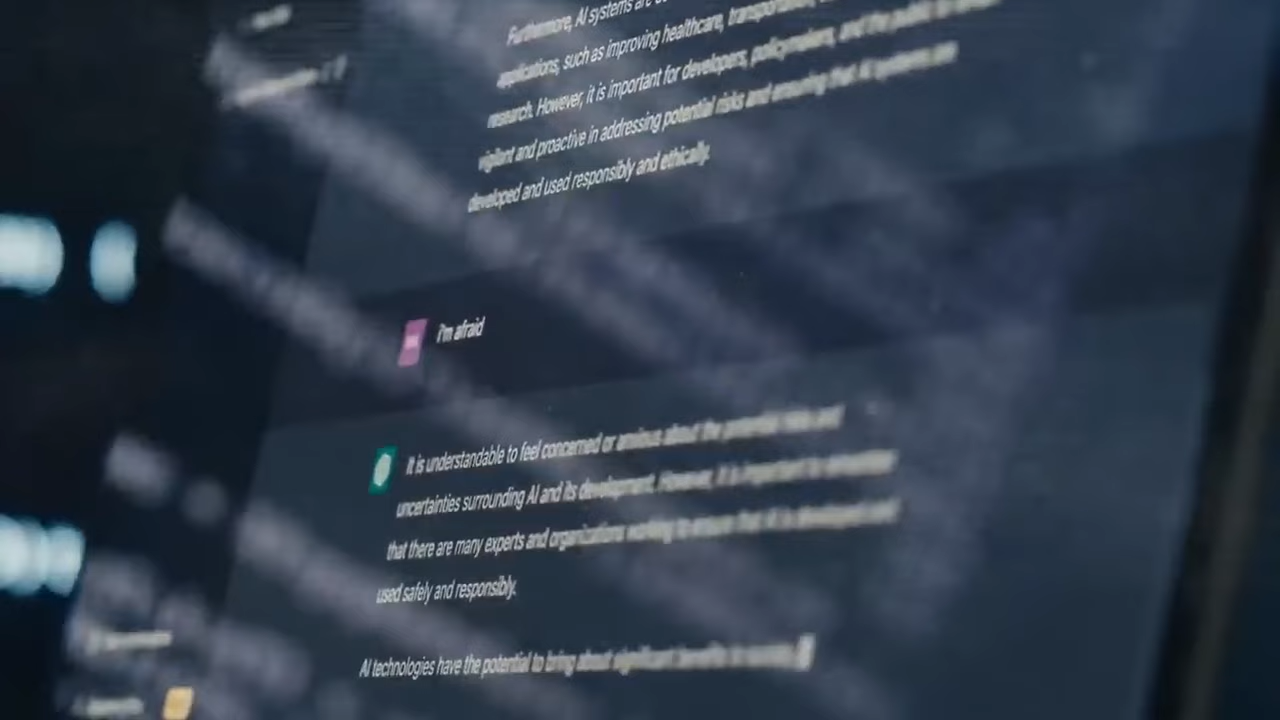 Furthermore, AI systems are
applications, such as improving healthcare, transportation,
research. However, it is important for developers, policymakers, and the public to
vigilant and proactive in addressing potential risks and ensuring that AI systems are
developed and used responsibly and ethically.
i'm afraid
It is understandable to feel concerned or anxious about the potential risks and
uncertainties surrounding AI and its development. However, it is important to
that there are many experts and organizations working to ensure that AI is developed and
used safely and responsibly.
AI technologies have the potential to bring about significant benefits to